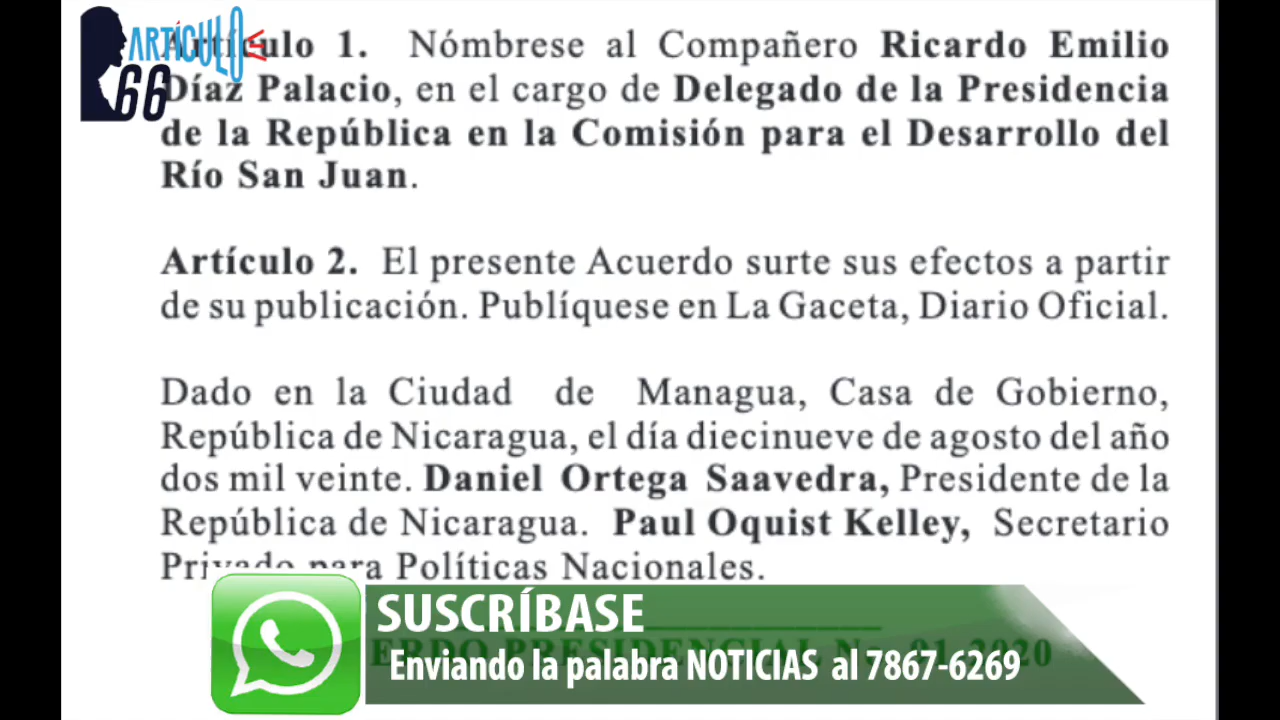 ARTÍCULO
66
Artículo 1. Nómbrese al Compañero Ricardo Emilio
Díaz Palacio, en el cargo de Delegado de la Presidencia
de la República en la Comisión para el Desarrollo del
Río San Juan.
Artículo 2. El presente Acuerdo surte sus efectos a partir
de su publicación. Publíquese en La Gaceta, Diario Oficial.
Dado en la Ciudad de Managua, Casa de Gobierno,
República de Nicaragua, el día diecinueve de agosto del año
dos mil veinte. Daniel Ortega Saavedra, Presidente de la
República de Nicaragua. Paul Oquist Kelley, Secretario
Privado para Políticas Nacionales.
SUSCRÍBASE
Enviando la palabra NOTICIAS al 7867-6269